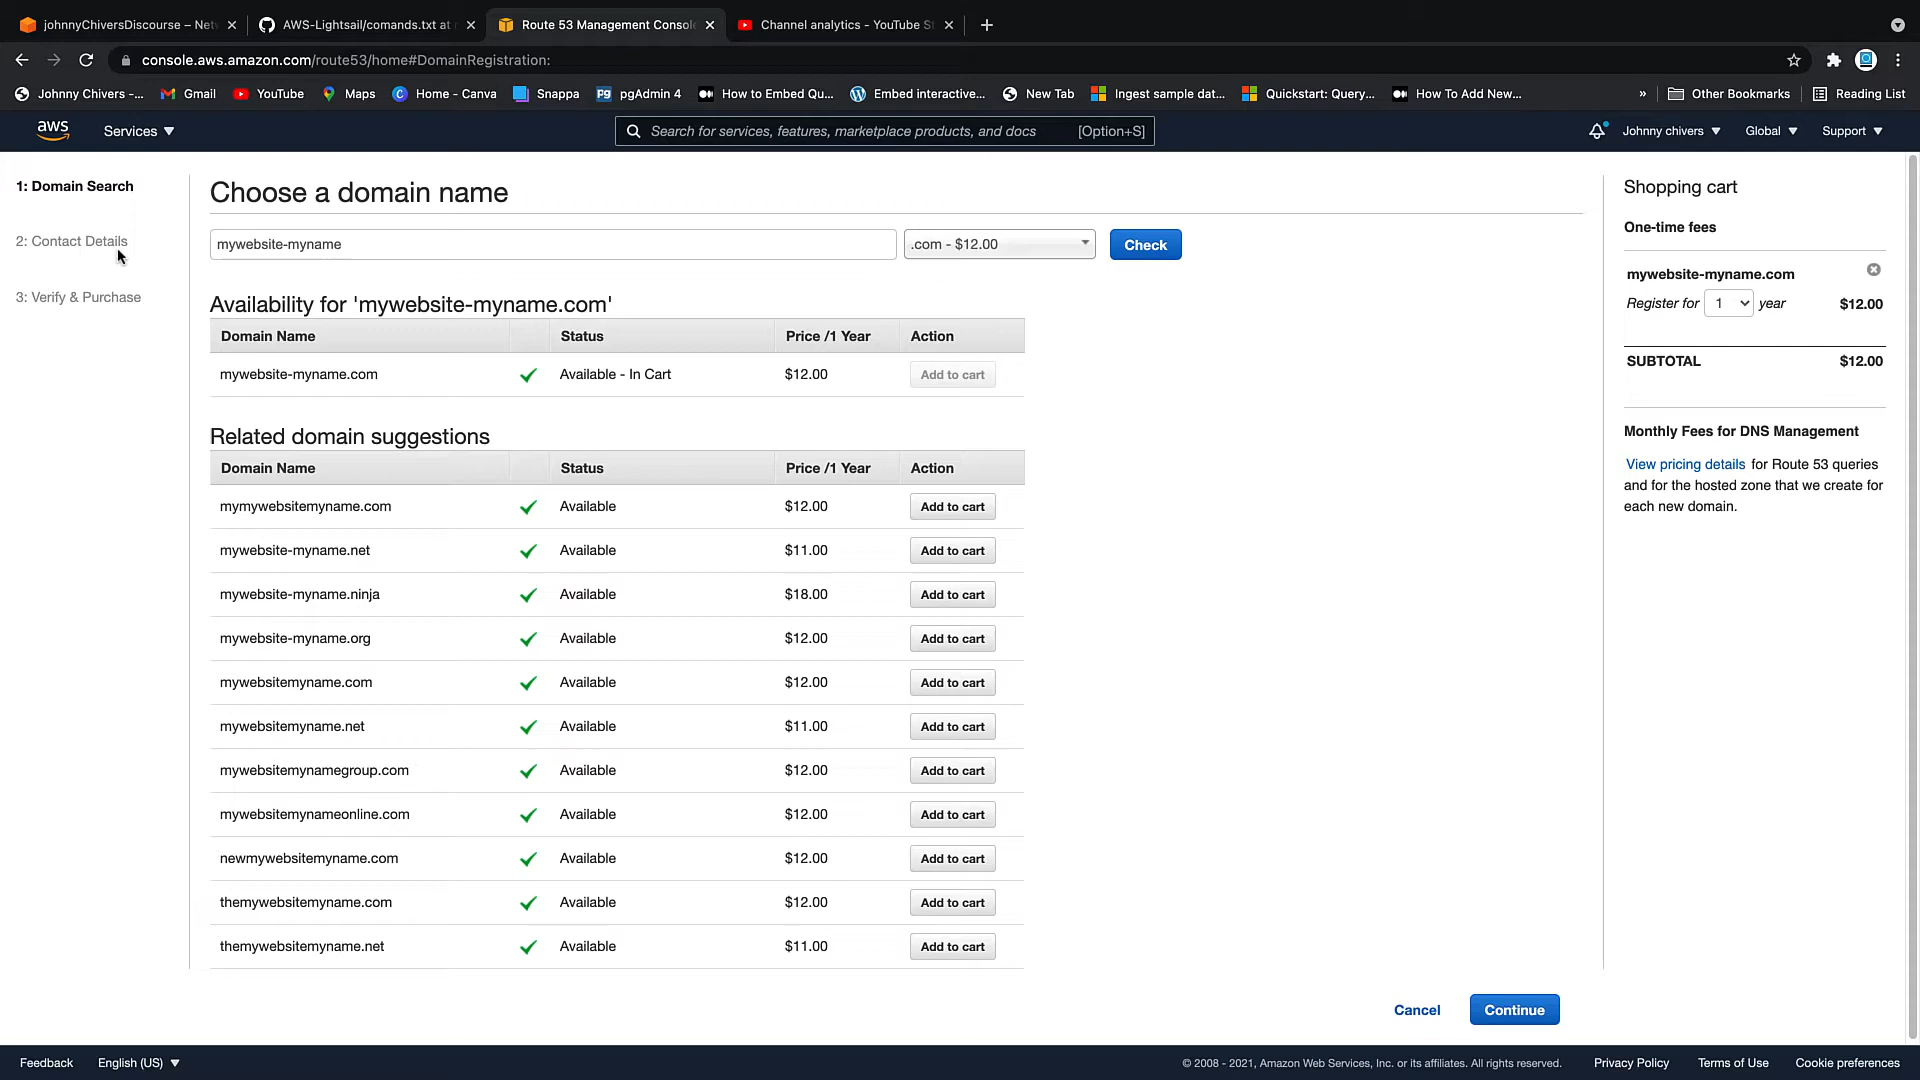 johnnyChiversDiscourse – Net
AWS-Lightsail/comands.txt at
Route 53 Management Console
Channel analytics - YouTube S
console.aws.amazon.com/route53/home#DomainRegistration:
Johnny Chivers -...
Gmail
YouTube
Maps
Home - Canva
Snappa
pgAdmin 4
How to Embed Qu...
Embed interactive...
New Tab
Ingest sample dat...
Quickstart: Query...
How To Add New...
»
Other Bookmarks
Reading List
aws
Services
Search for services, features, marketplace products, and docs [Option+S]
Johnny chivers
Global
Support
1: Domain Search
2: Contact Details
3: Verify & Purchase
Choose a domain name
mywebsite-myname
.com - $12.00
Check
Availability for 'mywebsite-myname.com'
Domain Name Status Price /1 Year Action
mywebsite-myname.com Available - In Cart $12.00 Add to cart
Related domain suggestions
Domain Name Status Price /1 Year Action
mymywebsitemyname.com Available $12.00 Add to cart
mywebsite-myname.net Available $11.00 Add to cart
mywebsite-myname.ninja Available $18.00 Add to cart
mywebsite-myname.org Available $12.00 Add to cart
mywebsitemyname.com Available $12.00 Add to cart
mywebsitemyname.net Available $11.00 Add to cart
mywebsitemynamegroup.com Available $12.00 Add to cart
mywebsitemynameonline.com Available $12.00 Add to cart
newmywebsitemyname.com Available $12.00 Add to cart
themywebsitemyname.com Available $12.00 Add to cart
themywebsitemyname.net Available $11.00 Add to cart
Cancel
Continue
Shopping cart
One-time fees
mywebsite-myname.com
Register for 1 year $12.00
SUBTOTAL $12.00
Monthly Fees for DNS Management
View pricing details for Route 53 queries
and for the hosted zone that we create for
each new domain.
Feedback
English (US)
© 2008 - 2021, Amazon Web Services, Inc. or its affiliates. All rights reserved.
Privacy Policy
Terms of Use
Cookie preferences